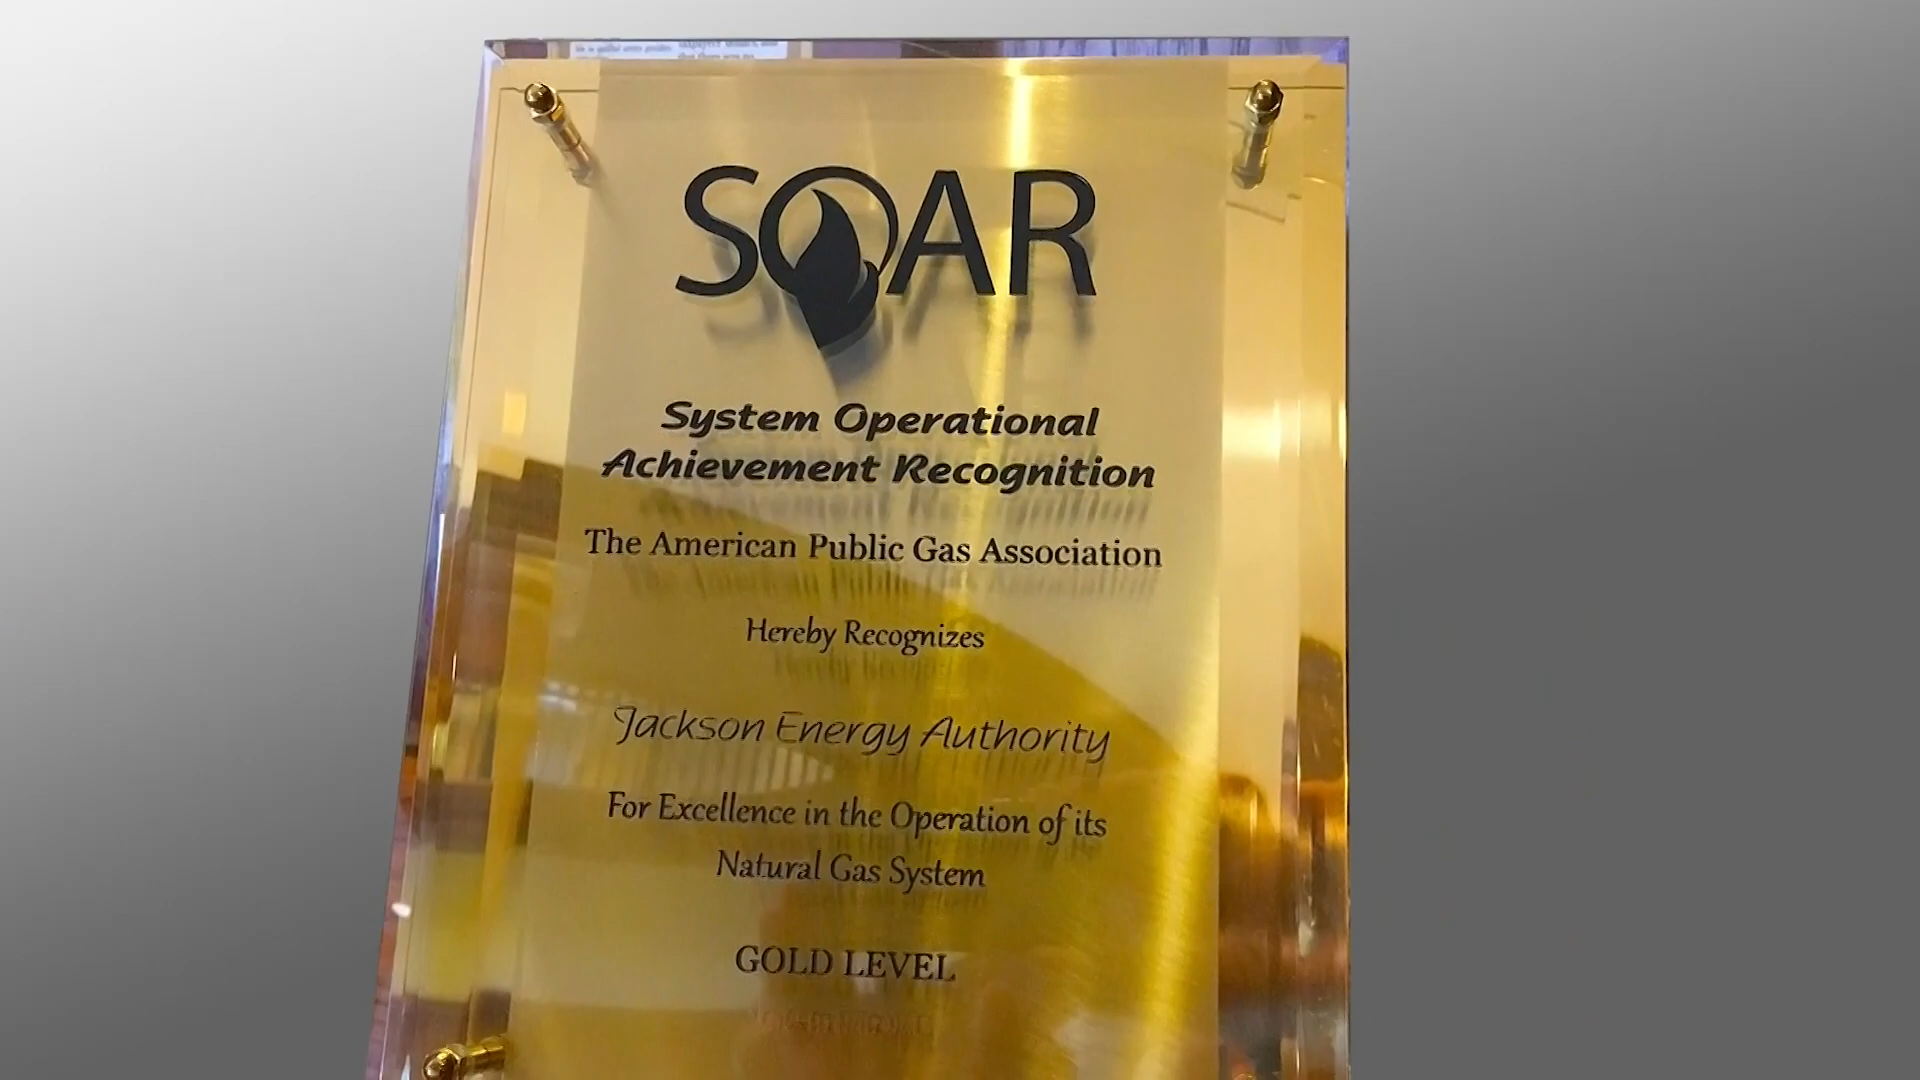 SOAR
System Operational
Achievement Recognition
The American Public Gas Association
Hereby Recognizes
Jackson Energy Authority
For Excellence in the Operation of its
Natural Gas System
GOLD LEVEL